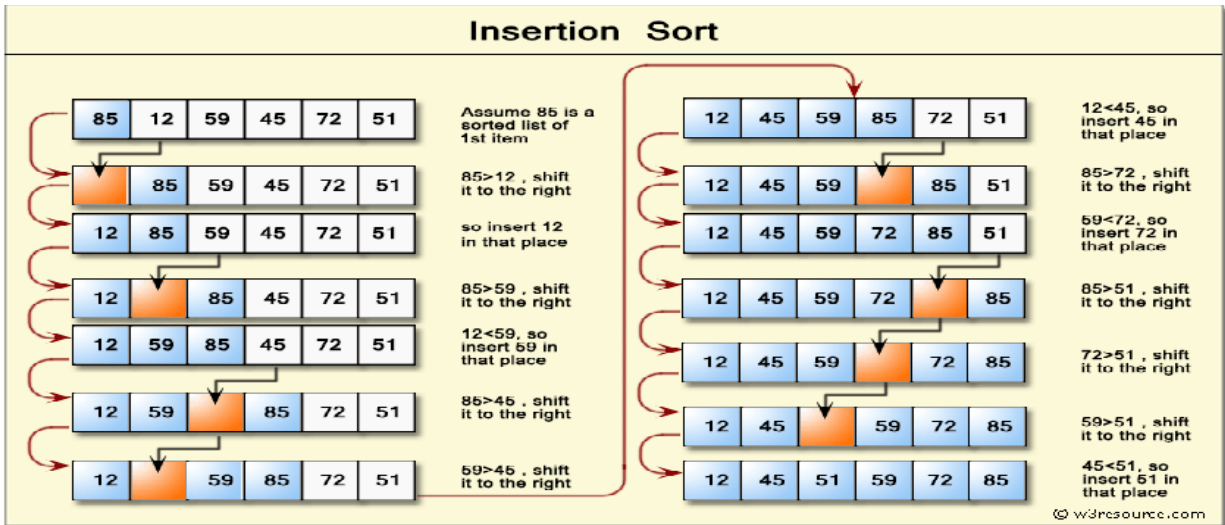 Insertion Sort
85 12 59 45 72 51
Assume 85 is a
sorted list of
1st item
85 59 45 72 51
85>12 , shift
it to the right
12 85 59 45 72 51
so insert 12
in that place
12 85 45 72 51
85>59 , shift
it to the right
12 59 85 45 72 51
12<59, so
insert 59 in
that place
12 59 85 72 51
85>45 , shift
it to the right
12 59 85 72 51
59>45 , shift
it to the right
12 45 59 85 72 51
12<45, so
insert 45 in
that place
12 45 59 85 51
85>72 , shift
it to the right
12 45 59 72 85 51
59<72, so
insert 72 in
that place
12 45 59 72 85
85>51 , shift
it to the right
12 45 59 72 85
72>51 , shift
it to the right
12 45 59 72 85
59>51 , shift
it to the right
12 45 51 59 72 85
45<51, so
insert 51 in
that place
© w3resource.com